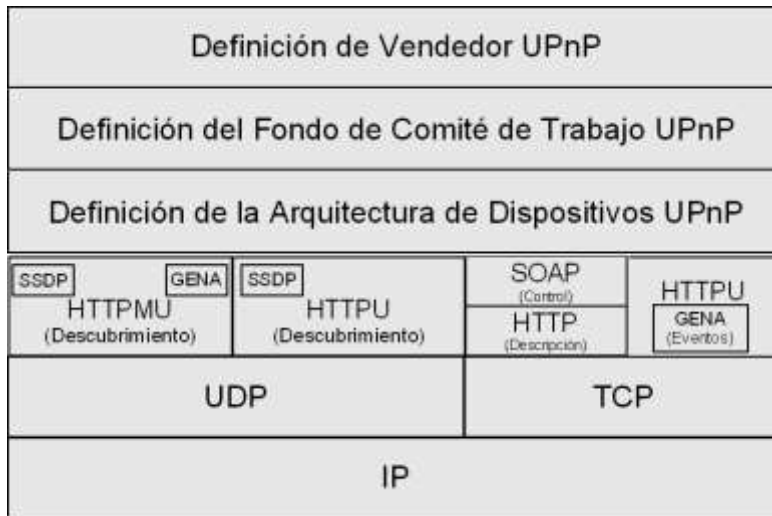 Definición de Vendedor UPnP
Definición del Fondo de Comité de Trabajo UPnP
Definición de la Arquitectura de Dispositivos UPnP
SSDP
GENA
HTTPMU
(Descubrimiento)
SSDP
HTTPU
(Descubrimiento)
SOAP
(Control)
HTTP
(Descripción)
HTTPU
GENA
(Eventos)
UDP
TCP
IP